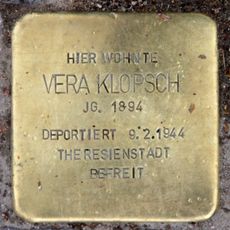 HIER WOHNTE
VERA KLOPSCH
JG. 1894
DEPORTIERT 9.2.1944
THERESIENSTADT
BEFREIT